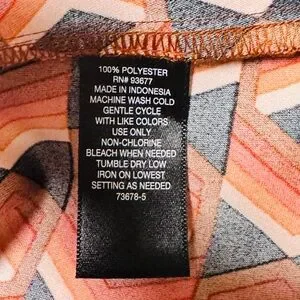 100% POLYESTER
RN# 93677
MADE IN INDONESIA
MACHINE WASH COLD
GENTLE CYCLE
WITH LIKE COLORS
USE ONLY
NON-CHLORINE
BLEACH WHEN NEEDED
TUMBLE DRY LOW
IRON ON LOWEST
SETTING AS NEEDED
73678-5